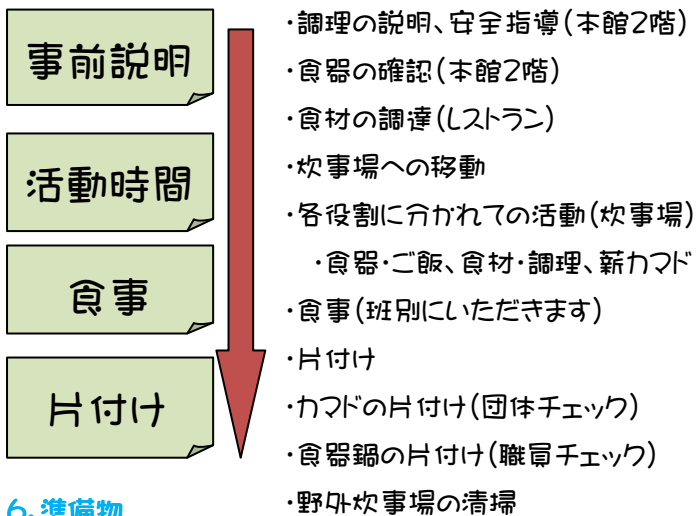 事前説明
活動時間
食事
片付け
・調理の説明、安全指導(本館2階)
・食器の確認(本館2階)
・食材の調達(レストラン)
・炊事場への移動
・各役割に分かれての活動(炊事場)
・食器・ご飯、食材・調理、薪カマド
・食事(班別にいただきます)
・片付け
・カマドの片付け(団体チェック)
・食器鍋の片付け(職員チェック)
・野外炊事場の清掃
6.準備物